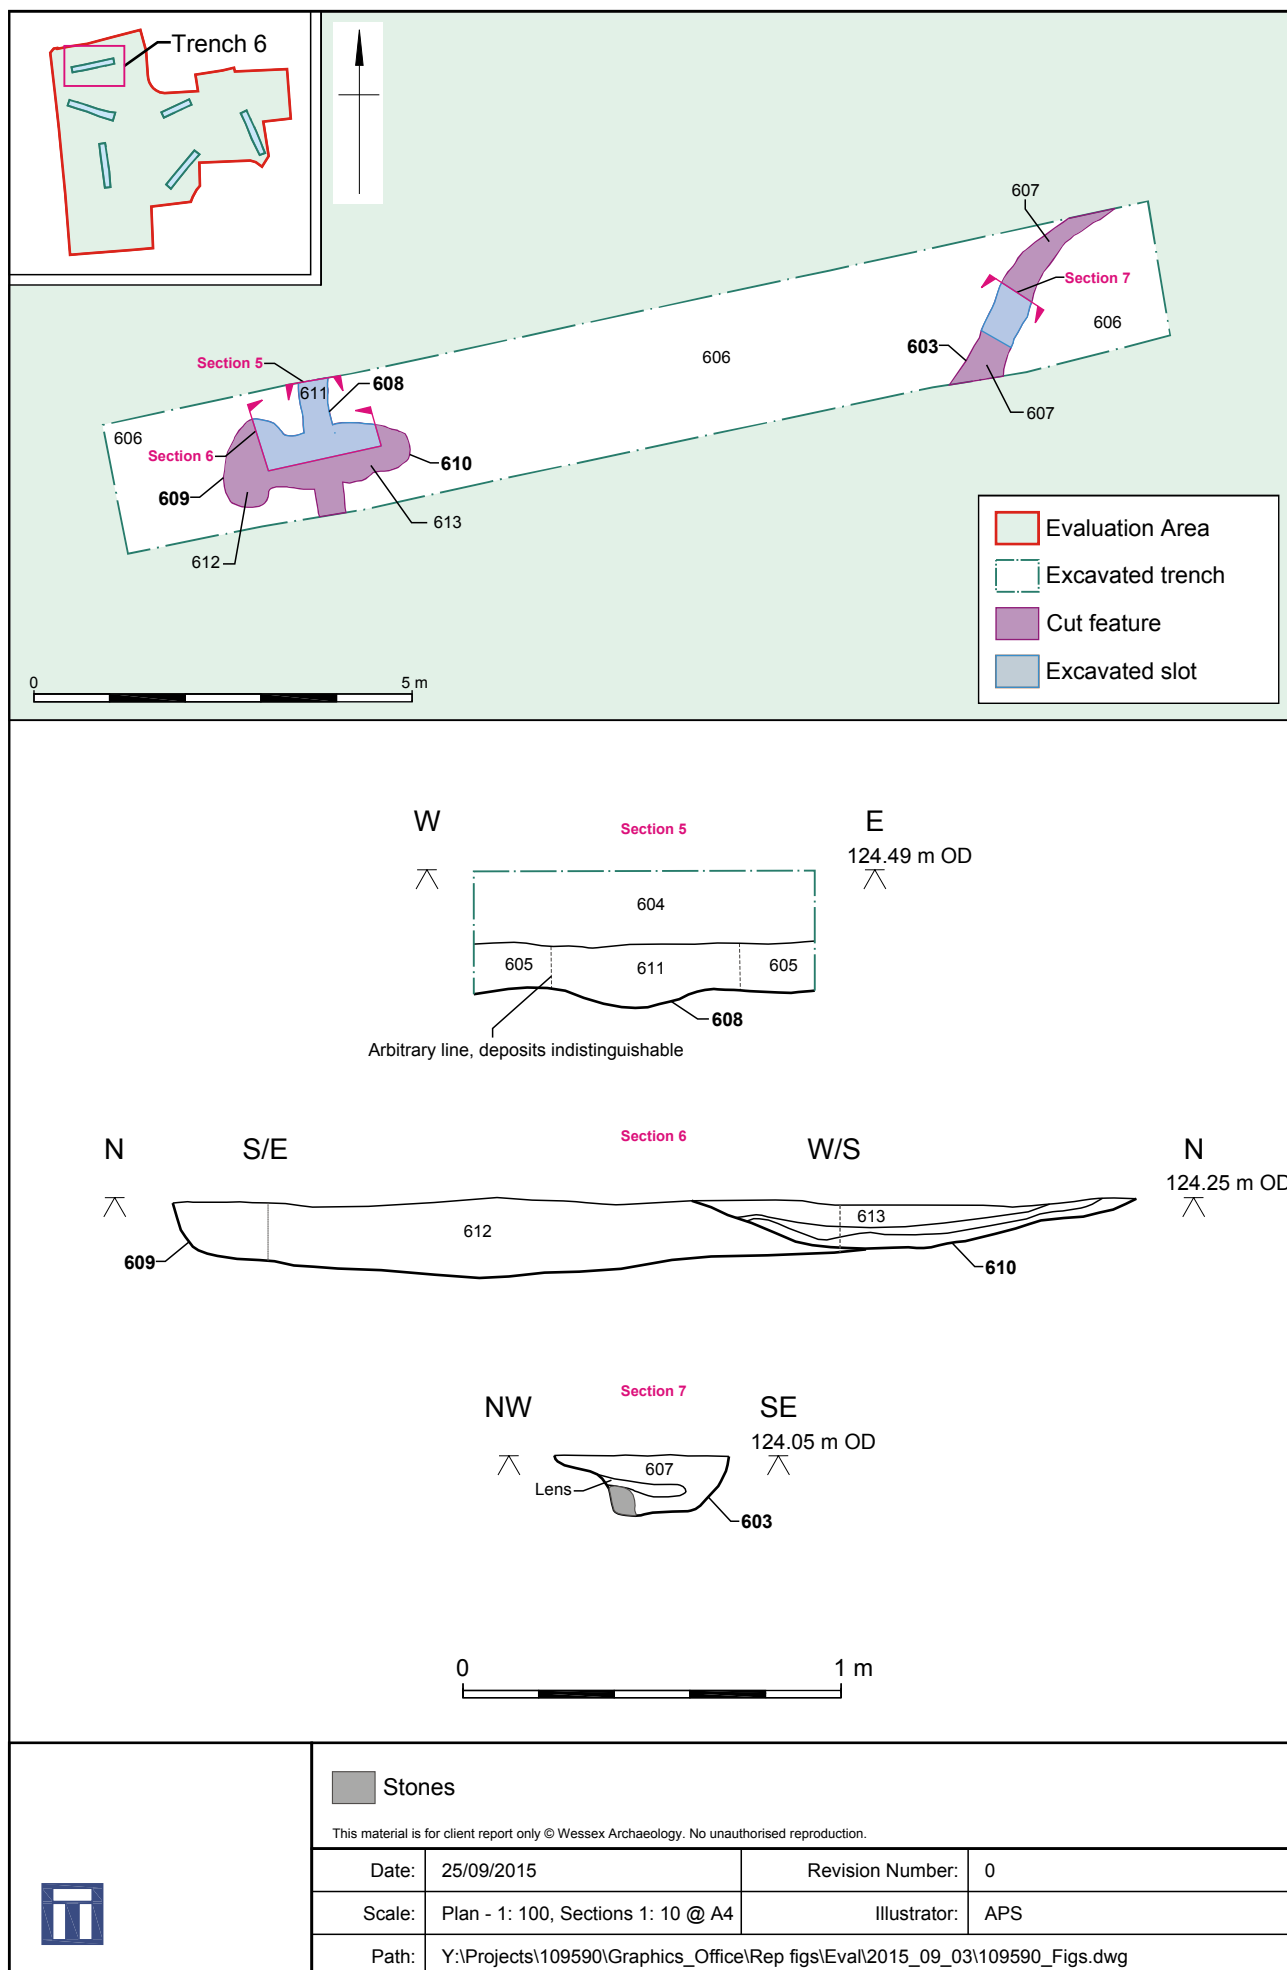 Trench 6
607
Section 7
606
606
603
Section 5
611
608
607
606
Section 6
610
609
613
612
Evaluation Area
Excavated trench
Cut feature
Excavated slot
0 5 m
W Section 5 E
124.49 m OD
604
605 611 605
608
Arbitrary line, deposits indistinguishable
N S/E Section 6 W/S N
124.25 m OD
613
612
609 610
Section 7
NW SE
124.05 m OD
607
Lens
603
0 1 m
Stones
This material is for client report only © Wessex Archaeology. No unauthorised reproduction.
Date: 25/09/2015 Revision Number: 0
Scale: Plan - 1: 100, Sections 1: 10 @ A4 Illustrator: APS
Path: Y:\Projects\109590\Graphics_Office\Rep figs\Eval\2015_09_03\109590_Figs.dwg